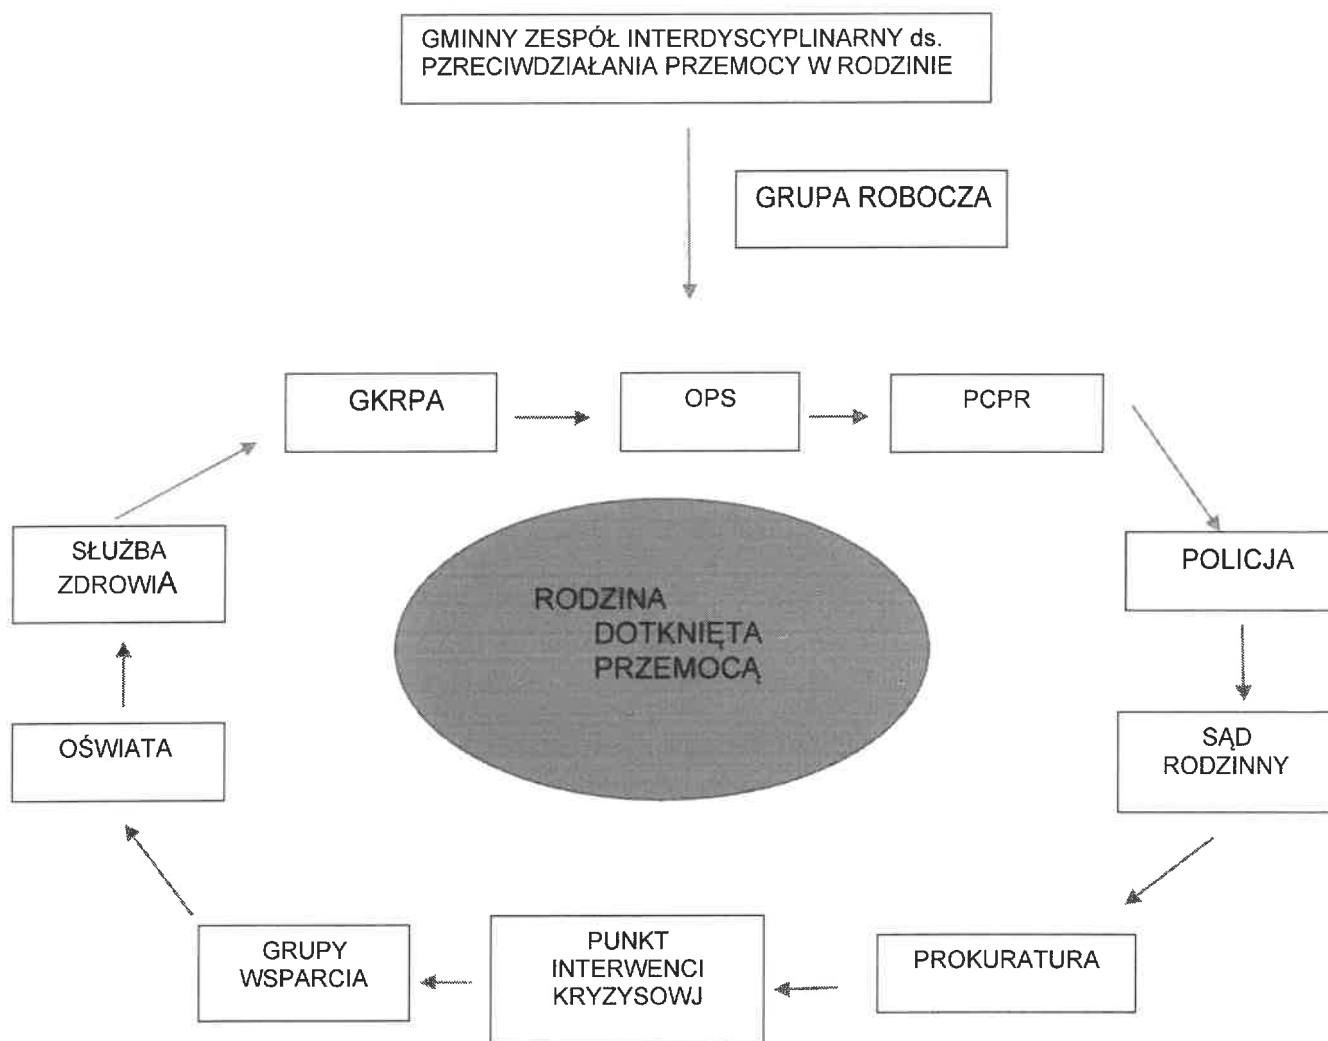 GMINNY ZESPÓŁ INTERDYSCYPLINARNY ds.
PZRECIWDZIAŁANIA PRZEMOCY W RODZINIE
GRUPA ROBOCZA
GKRPA
OPS
PCPR
SŁUŻBA
ZDROWIA
POLICJA
RODZINA
DOTKNIĘTA
PRZEMOCĄ
OŚWIATA
SĄD
RODZINNY
GRUPY
WSPARCIA
PUNKT
INTERWENCI
KRYZYSOWJ
PROKURATURA